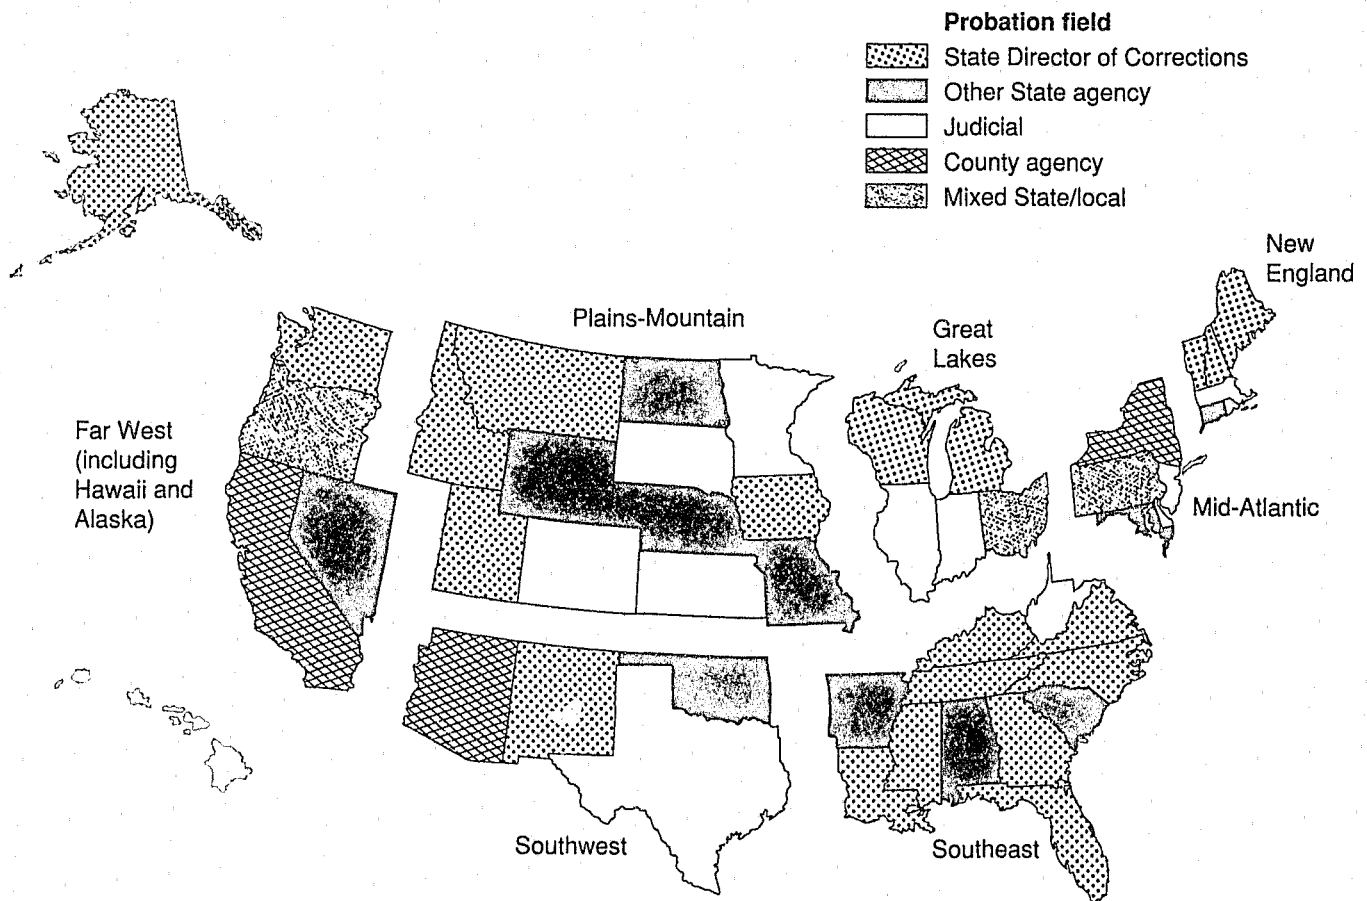 Probation field
State Director of Corrections
Other State agency
Judicial
County agency
Mixed State/local
New
England
Plains-Mountain
Great
Lakes
Far West
(including
Hawaii and
Alaska)
Mid-Atlantic
Southwest
Southeast